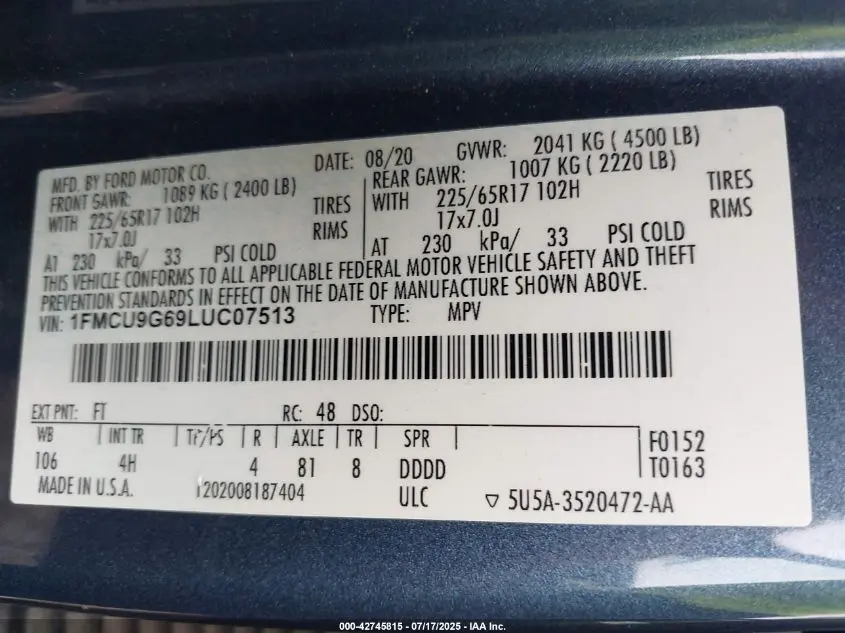 MFD. BY FORD MOTOR CO. DATE: 08/20 GVWR: 2041 KG ( 4500 LB)
FRONT GAWR: 1089 KG ( 2400 LB) REAR GAWR: 1007 KG ( 2220 LB)
WITH 225/65R17 102H TIRES WITH 225/65R17 102H TIRES
17x7.0J RIMS 17x7.0J RIMS
AT 230 kPa/ 33 PSI COLD AT 230 kPa/ 33 PSI COLD
THIS VEHICLE CONFORMS TO ALL APPLICABLE FEDERAL MOTOR VEHICLE SAFETY AND THEFT
PREVENTION STANDARDS IN EFFECT ON THE DATE OF MANUFACTURE SHOWN ABOVE.
VIN: 1FMCU9G69LUC07513 TYPE: MPV
EXT PNT: FT RC: 48 DSO:
WB INT TR TP/PS R AXLE TR SPR F0152
106 4H 4 81 8 DDDD T0163
MADE IN U.S.A. 202008187404 ULC ▽ 5U5A-3520472-AA
000-42745815 - 07/17/2025 - IAA Inc.